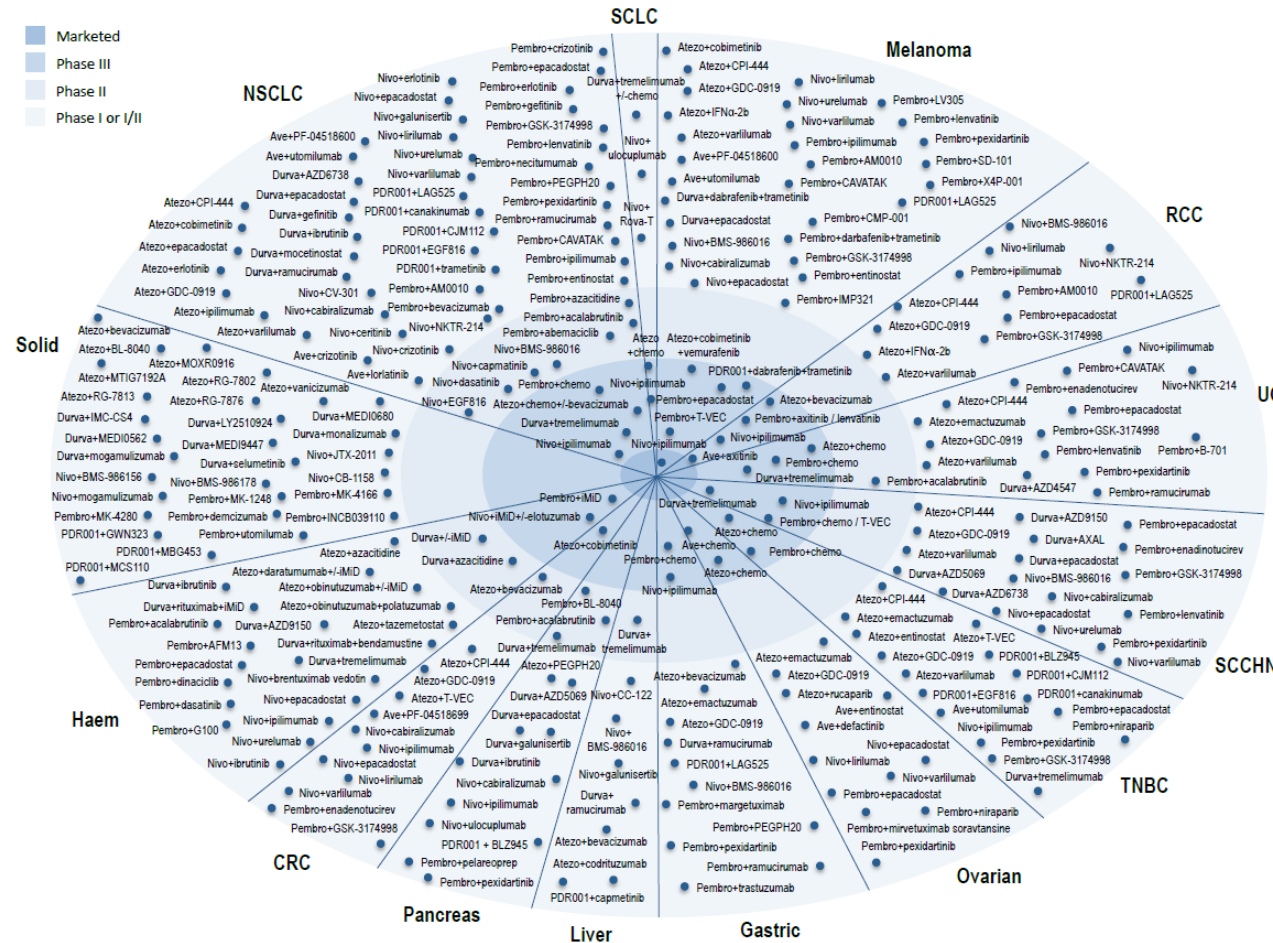 SCLC
Marketed
Phase III
Phase II
Phase I or I/II
NSCLC
Pembro+crizotinib
Pembro+epacadostat
Nivo+erlotinib
Pembro+erlotinib
Nivo+epacadostat
Pembro+gefitinib
Nivo+galunisertib
Pembro+GSK-3174998
Ave+PF-04518600
Nivo+lirilumab
Pembro+lenvatinib
Ave+utomilumab
Nivo+urelumab
Pembro+necitumumab
Durva+AZD6738
Nivo+varlilumab
Pembro+PEGPH20
Atezo+CPI-444
Durva+epacadostat
PDR001+LAG525
Pembro+pexidartinib
Durva+gefitinib
PDR001+canakinumab
Pembro+ramucirumab
Atezo+cobimetinib
Durva+ibrutinib
PDR001+CJM112
Pembro+CAVATAK
Atezo+epacadostat
Durva+mocetinostat
PDR001+EGF816
Pembro+ipilimumab
Atezo+erlotinib
Durva+ramucirumab
PDR001+trametinib
Pembro+entinostat
Atezo+GDC-0919
Nivo+CV-301
Pembro+AM0010
Pembro+azacitidine
Atezo+ipilimumab
Nivo+cabiralizumab
Pembro+bevacizumab
Pembro+acalabrutinib
Atezo+varlilumab
Nivo+ceritinib
Nivo+NKTR-214
Pembro+abemaciclib
Ave+crizotinib
Nivo+crizotinib
Nivo+BMS-986016
Ave+lorlatinib
Nivo+capmatinib
Nivo+dasatinib
Pembro+chemo
Nivo+EGF816
Atezo+chemo+/-bevacizumab
Durva+tremelimumab
Nivo+ipilimumab
Durva+tremelimumab
+/-chemo
Nivo+
ulocuplumab
Nivo+
Rova-T
Atezo
+chemo
Nivo+ipilimumab
Melanoma
Atezo+cobimetinib
Atezo+CPI-444
Atezo+GDC-0919
Nivo+lirilumab
Nivo+urelumab
Pembro+LV305
Atezo+IFNα-2b
Nivo+varlilumab
Pembro+lenvatinib
Atezo+varlilumab
Pembro+ipilimumab
Pembro+pexidartinib
Ave+PF-04518600
Pembro+AM0010
Pembro+SD-101
Ave+utomilumab
Pembro+CAVATAK
Pembro+X4P-001
Durva+dabrafenib+trametinib
PDR001+LAG525
Durva+epacadostat
Pembro+CMP-001
Nivo+BMS-986016
Pembro+darbafenib+trametinib
Nivo+cabiralizumab
Pembro+GSK-3174998
Nivo+epacadostat
Pembro+entinostat
Pembro+IMP321
Atezo+cobimetinib
+vemurafenib
PDR001+dabrafenib+trametinib
Pembro+epacadostat
Pembro+T-VEC
Nivo+ipilimumab
RCC
Nivo+BMS-986016
Nivo+lirilumab
Nivo+NKTR-214
Pembro+ipilimumab
Pembro+AM0010
PDR001+LAG525
Atezo+CPI-444
Pembro+epacadostat
Atezo+GDC-0919
Pembro+GSK-3174998
Atezo+IFNα-2b
Atezo+varlilumab
Atezo+bevacizumab
Pembro+axitinib / lenvatinib
Nivo+ipilimumab
Ave+axitinib
UC
Nivo+ipilimumab
Pembro+CAVATAK
Nivo+NKTR-214
Pembro+enadenotucirev
Atezo+CPI-444
Pembro+epacadostat
Atezo+emactuzumab
Pembro+GSK-3174998
Atezo+GDC-0919
Pembro+lenvatinib
Pembro+B-701
Atezo+varlilumab
Pembro+pexidartinib
Durva+AZD4547
Pembro+ramucirumab
Pembro+acalabrutinib
Atezo+chemo
Pembro+chemo
Durva+tremelimumab
SCCHN
Atezo+CPI-444
Durva+AZD9150
Pembro+epacadostat
Atezo+GDC-0919
Durva+AXAL
Pembro+enadinotucirev
Atezo+varlilumab
Durva+epacadostat
Durva+AZD5069
Nivo+BMS-986016
Pembro+GSK-3174998
Durva+AZD6738
Nivo+cabiralizumab
Nivo+epacadostat
Pembro+lenvatinib
Nivo+urelumab
Pembro+pexidartinib
Nivo+varlilumab
Durva+tremelimumab
Nivo+ipilimumab
Pembro+chemo / T-VEC
TNBC
Atezo+CPI-444
Atezo+emactuzumab
Atezo+entinostat
Atezo+T-VEC
Atezo+GDC-0919
PDR001+BLZ945
Atezo+varlilumab
PDR001+CJM112
PDR001+EGF816
PDR001+canakinumab
Ave+utomilumab
Pembro+epacadostat
Nivo+ipilimumab
Pembro+niraparib
Pembro+pexidartinib
Pembro+GSK-3174998
Durva+tremelimumab
Atezo+chemo
Pembro+chemo
Ovarian
Atezo+emactuzumab
Atezo+GDC-0919
Atezo+rucaparib
Ave+entinostat
Ave+defactinib
Nivo+epacadostat
Nivo+lirilumab
Nivo+varlilumab
Pembro+epacadostat
Pembro+niraparib
Pembro+mirvetuximab soravtansine
Pembro+pexidartinib
Ave+chemo
Atezo+chemo
Gastric
Atezo+bevacizumab
Atezo+emactuzumab
Atezo+GDC-0919
Durva+ramucirumab
PDR001+LAG525
Nivo+BMS-986016
Pembro+margetuximab
Pembro+PEGPH20
Pembro+pexidartinib
Pembro+ramucirumab
Pembro+trastuzumab
Pembro+chemo
Nivo+ipilimumab
Liver
Durva+
tremelimumab
Nivo+CC-122
Nivo+
BMS-986016
Nivo+galunisertib
Durva+
ramucirumab
Atezo+bevacizumab
Atezo+codrituzumab
PDR001+capmetinib
Pancreas
Pembro+BL-8040
Pembro+acalabrutinib
Durva+tremelimumab
Atezo+PEGPH20
Durva+AZD5069
Durva+epacadostat
Durva+galunisertib
Durva+ibrutinib
Nivo+cabiralizumab
Nivo+ipilimumab
Nivo+ulocuplumab
PDR001 + BLZ945
Pembro+pelareoprep
Pembro+pexidartinib
CRC
Atezo+cobimetinib
Atezo+bevacizumab
Atezo+CPI-444
Atezo+GDC-0919
Atezo+T-VEC
Ave+PF-04518699
Nivo+cabiralizumab
Nivo+ipilimumab
Nivo+epacadostat
Nivo+lirilumab
Nivo+varlilumab
Pembro+enadenotucirev
Pembro+GSK-3174998
Haem
Pembro+iMiD
Nivo+iMiD+/-elotuzumab
Durva+/-iMiD
Durva+azacitidine
Atezo+azacitidine
Atezo+daratumumab+/-iMiD
Durva+ibrutinib
Atezo+obinutuzumab+/-iMiD
Durva+rituximab+iMiD
Atezo+obinutuzumab+polatuzumab
Pembro+acalabrutinib
Durva+AZD9150
Atezo+tazemetostat
Pembro+AFM13
Durva+rituximab+bendamustine
Pembro+epacadostat
Durva+tremelimumab
Pembro+dinaciclib
Nivo+brentuximab vedotin
Pembro+dasatinib
Nivo+epacadostat
Pembro+G100
Nivo+ipilimumab
Nivo+urelumab
Nivo+ibrutinib
Solid
Atezo+bevacizumab
Atezo+BL-8040
Atezo+MOXR0916
Atezo+MTIG7192A
Atezo+RG-7802
Atezo+vanicizumab
Atezo+RG-7813
Atezo+RG-7876
Durva+MEDI0680
Durva+IMC-CS4
Durva+LY2510924
Durva+monalizumab
Durva+MEDI0562
Durva+MEDI9447
Nivo+JTX-2011
Durva+mogamulizumab
Durva+selumetinib
Nivo+BMS-986156
Nivo+BMS-986178
Nivo+CB-1158
Nivo+mogamulizumab
Pembro+MK-1248
Pembro+MK-4166
Pembro+MK-4280
Pembro+demcizumab
Pembro+INCB039110
PDR001+GWN323
Pembro+utomilumab
PDR001+MBG453
PDR001+MCS110